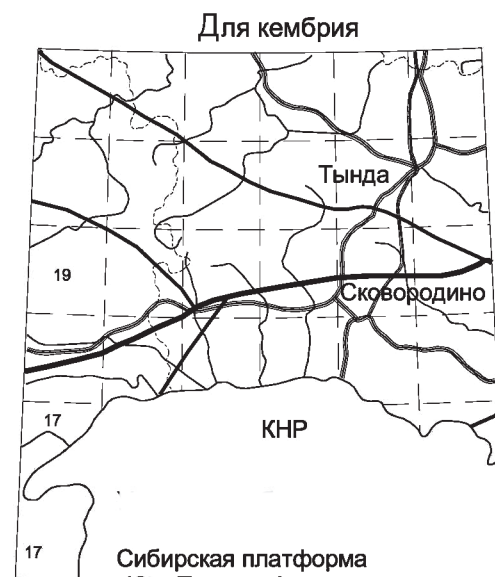 Для кембрия
Тында
19
Сковородино
17
КНР
17
Сибирская платформа